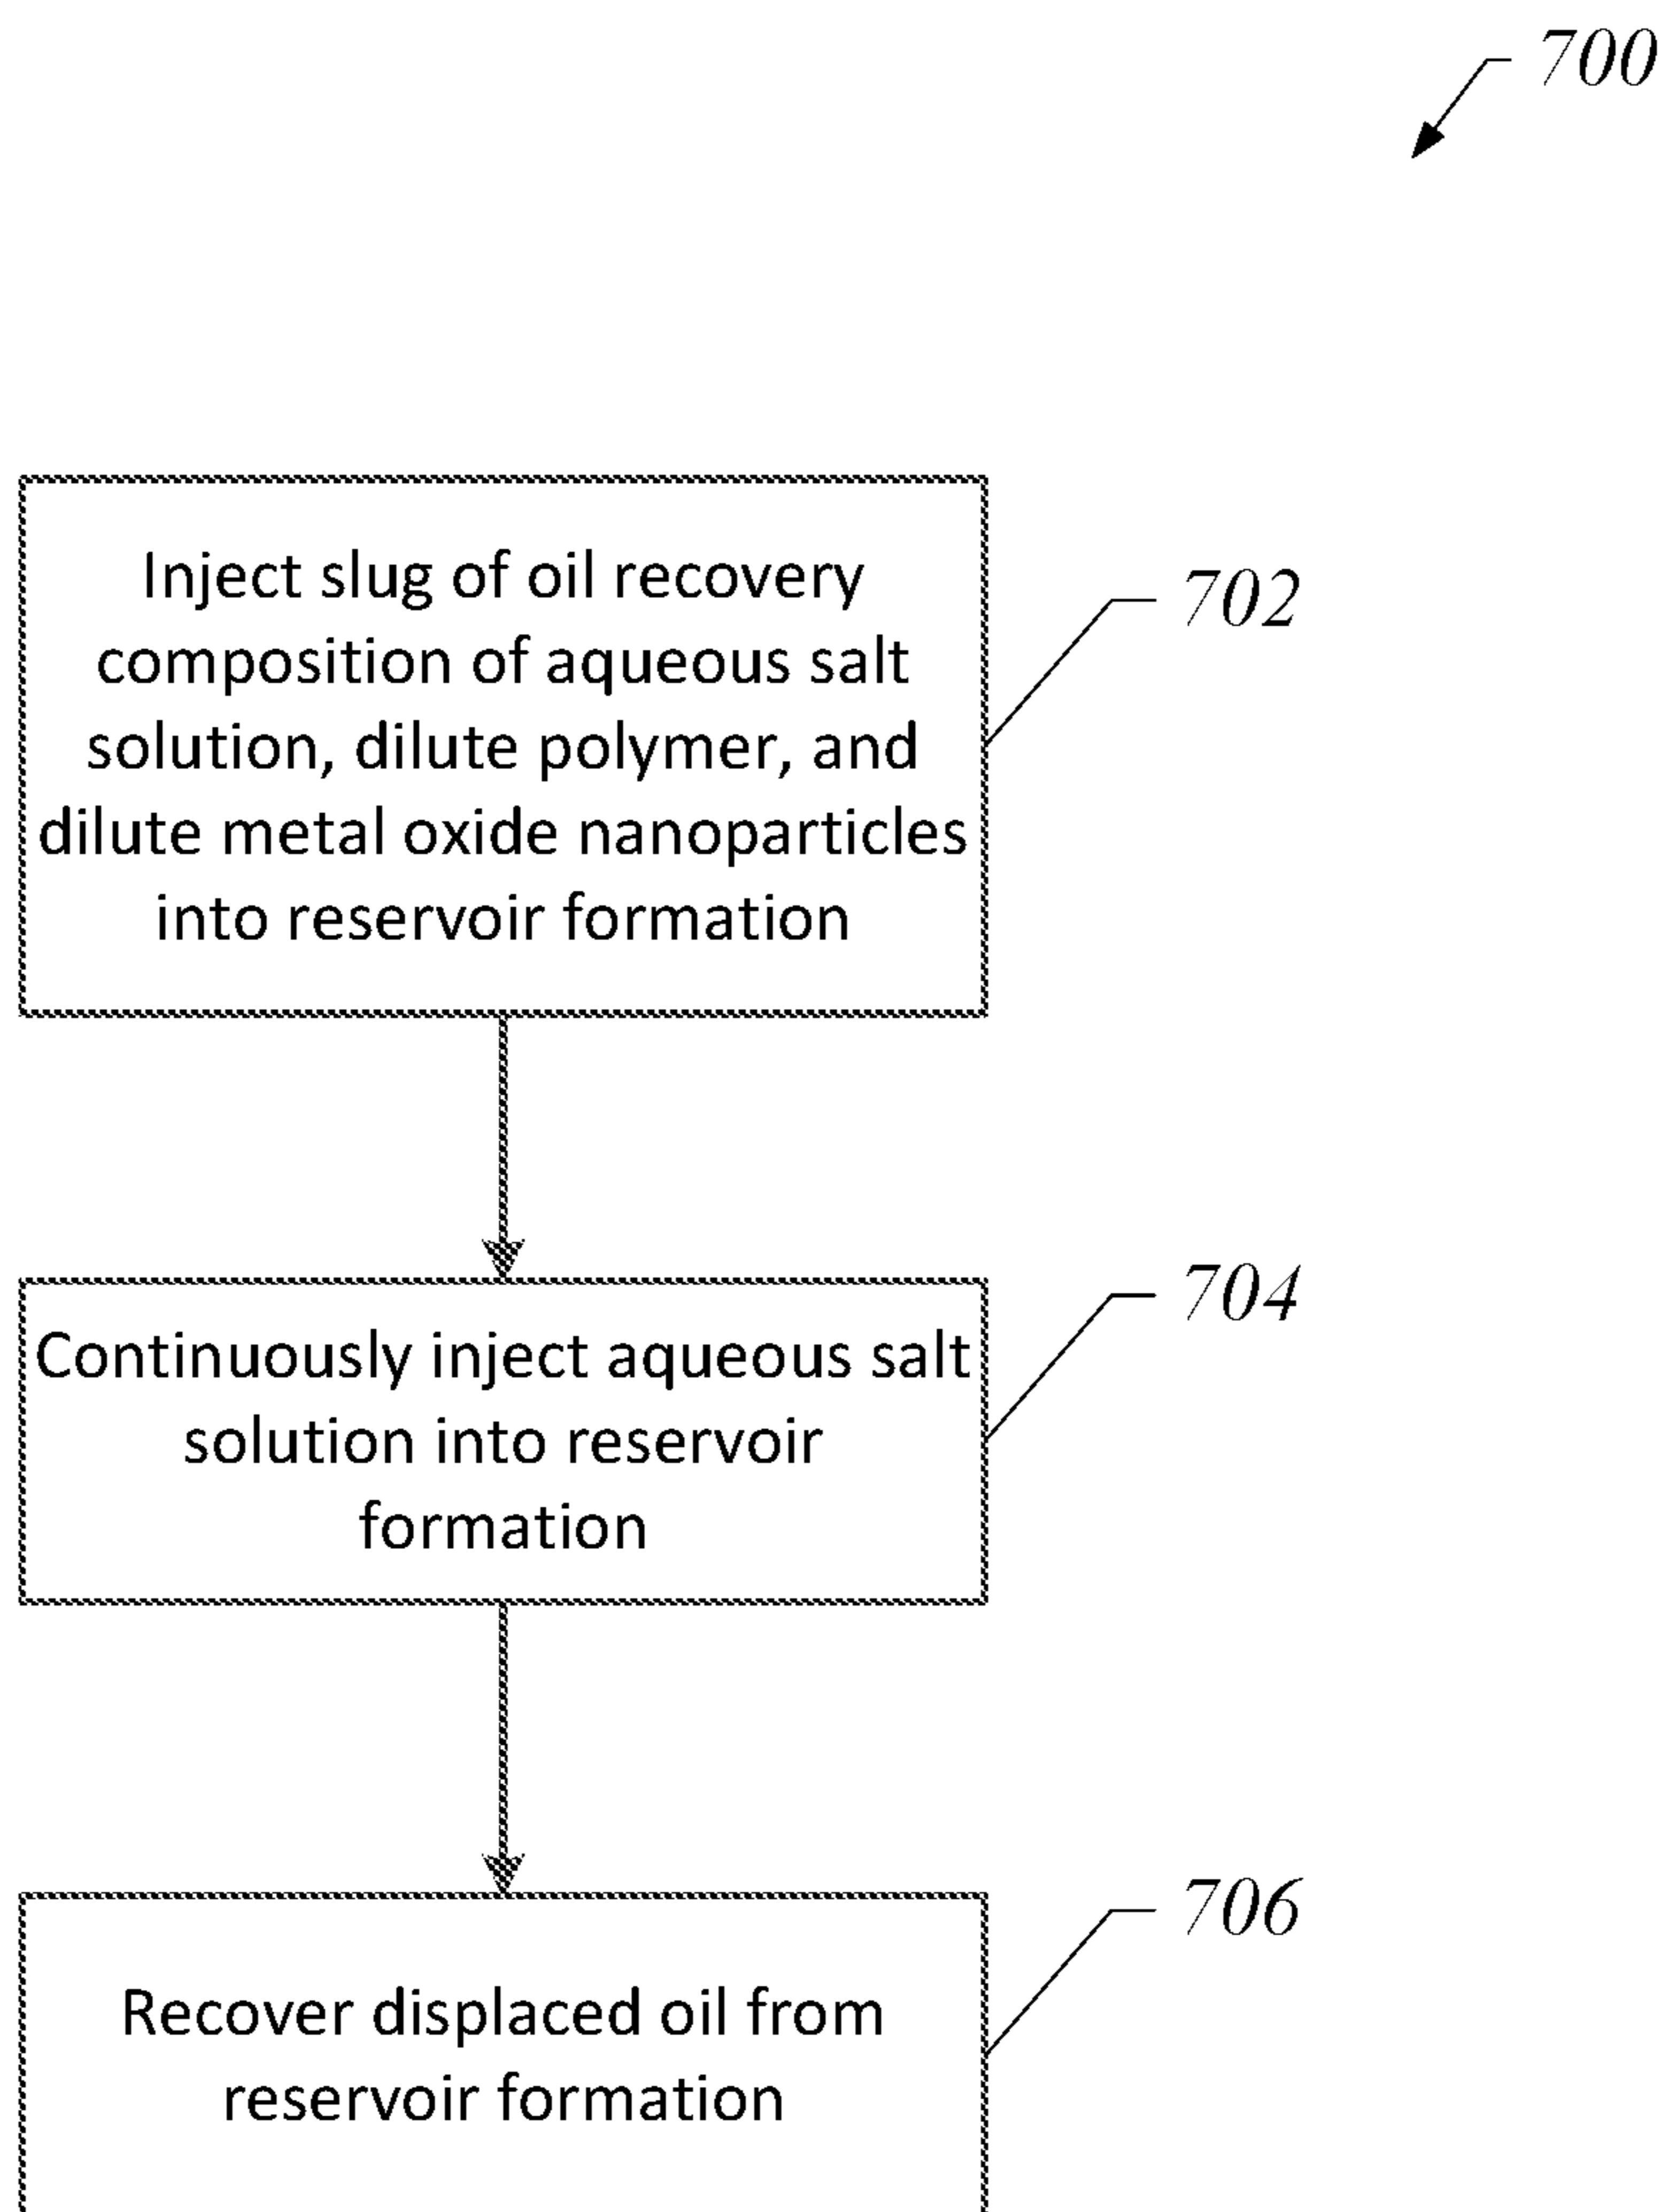 700
Inject slug of oil recovery
composition of aqueous salt
solution, dilute polymer, and
dilute metal oxide nanoparticles
into reservoir formation
702
Continuously inject aqueous salt
solution into reservoir
formation
704
Recover displaced oil from
reservoir formation
706